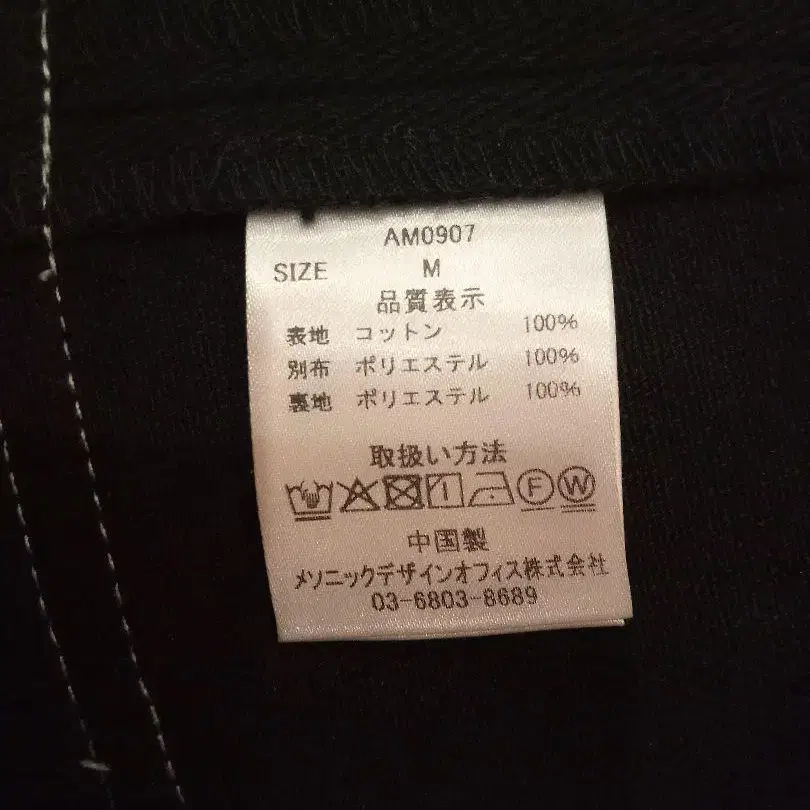 AM0907
SIZE M
品質表示
表地 コットン 100%
別布 ポリエステル 100%
裏地 ポリエステル 100%
取扱い方法
F W
中国製
メソニックデザインオフィス株式会社
03-6803-8689